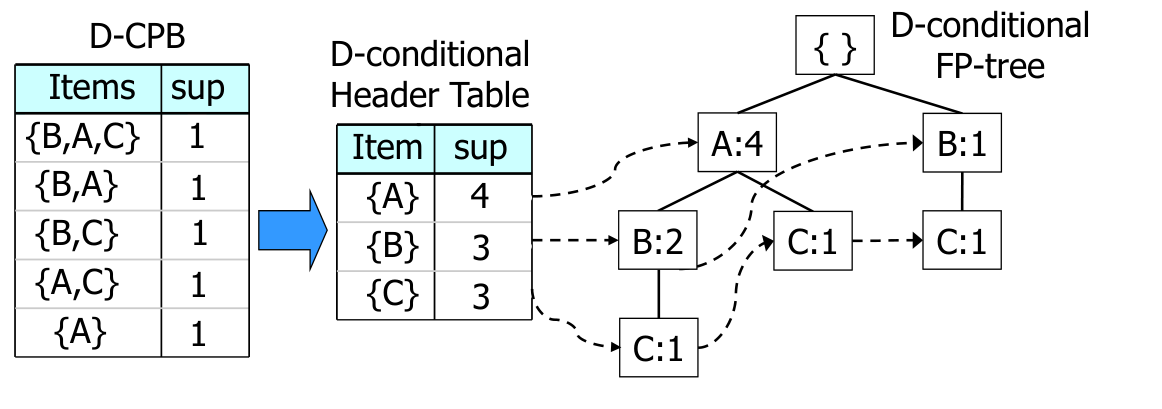 D-CPB
Items sup
{B,A,C} 1
{B,A} 1
{B,C} 1
{A,C} 1
{A} 1
D-conditional
Header Table
Item sup
{A} 4
{B} 3
{C} 3
D-conditional
FP-tree
{ }
A:4 B:1
B:2 C:1 C:1
C:1